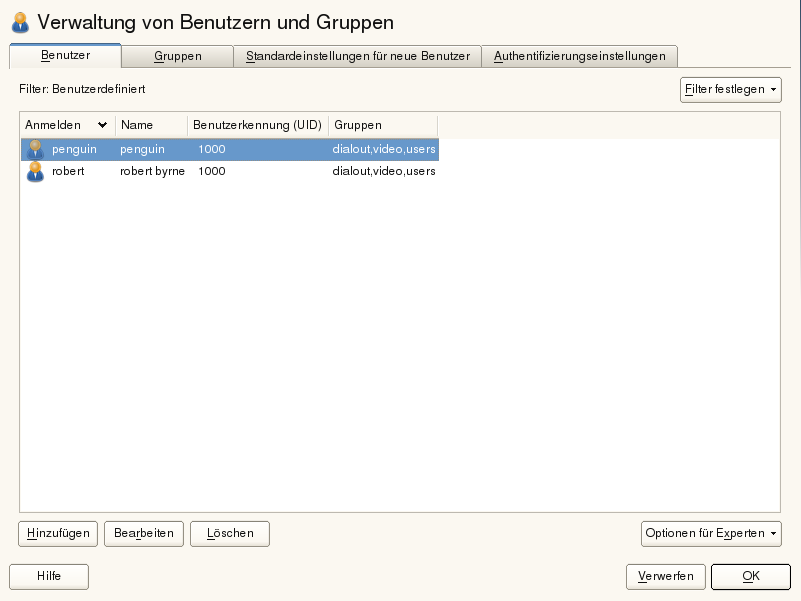 Verwaltung von Benutzern und Gruppen
Benutzer Gruppen Standardeinstellungen für neue Benutzer Authentifizierungseinstellungen
Filter: Benutzerdefiniert Filter festlegen
Anmelden Name Benutzerkennung (UID) Gruppen
penguin penguin 1000 dialout,video,users
robert robert byrne 1000 dialout,video,users
Hinzufügen Bearbeiten Löschen Optionen für Experten
Hilfe Verwerfen OK